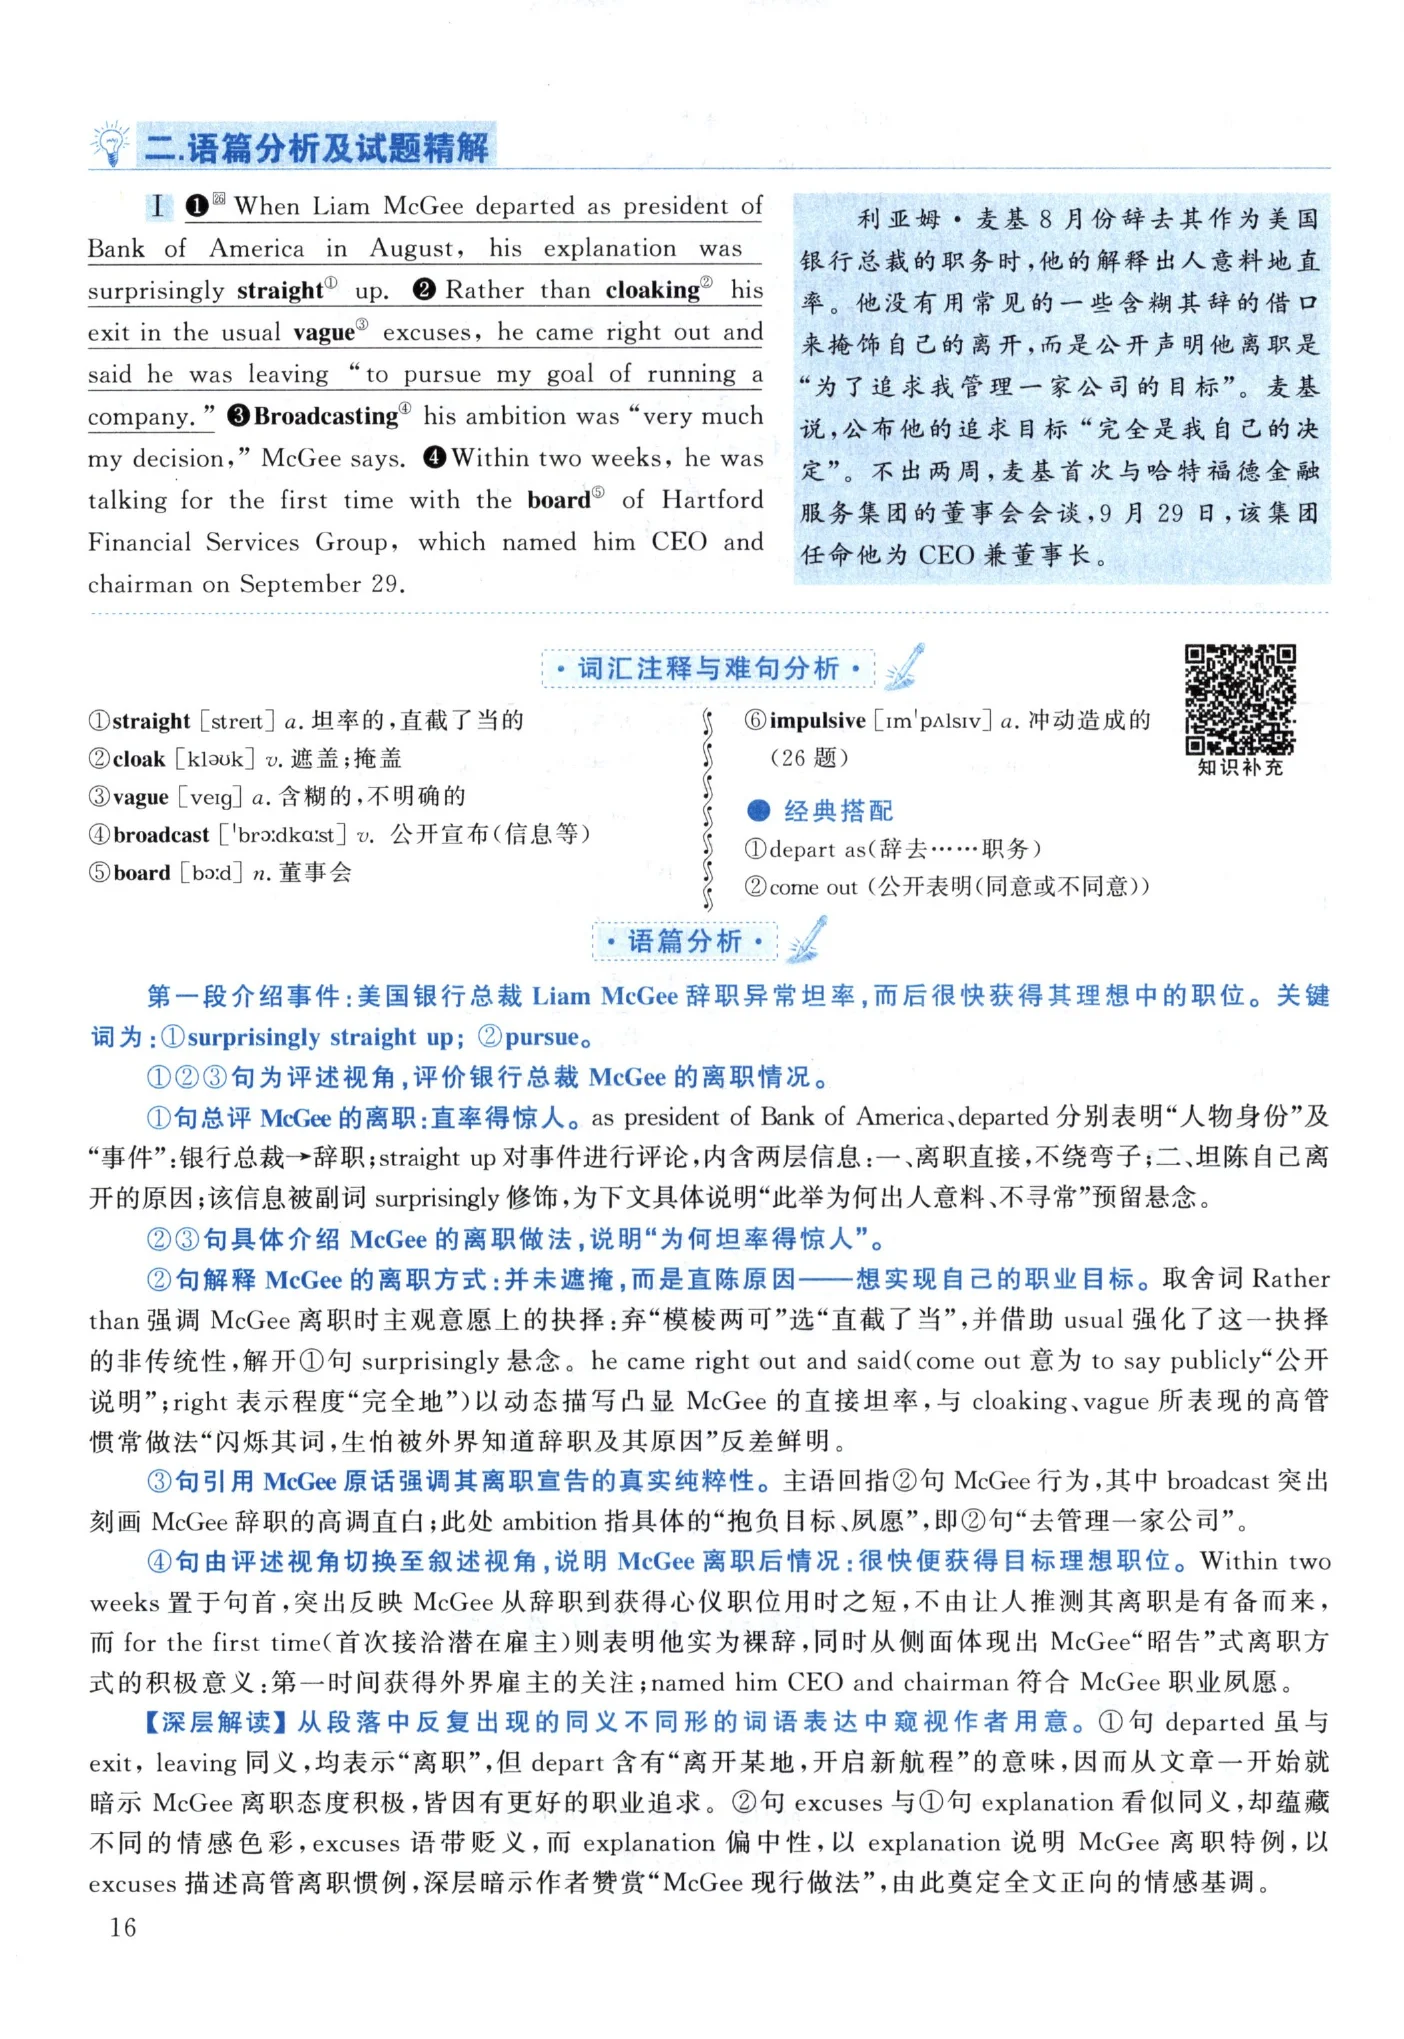 二.语篇分析及试题精解
Ⅰ ❶㉖ When Liam McGee departed as president of
Bank of America in August, his explanation was
surprisingly straight① up. ❷ Rather than cloaking② his
exit in the usual vague③ excuses, he came right out and
said he was leaving “to pursue my goal of running a
company.” ❸Broadcasting④ his ambition was “very much
my decision,” McGee says. ❹Within two weeks, he was
talking for the first time with the board⑤ of Hartford
Financial Services Group, which named him CEO and
chairman on September 29.
利亚姆·麦基8月份辞去其作为美国
银行总裁的职务时,他的解释出人意料地直
率。他没有用常见的一些含糊其辞的借口
来掩饰自己的离开,而是公开声明他离职是
“为了追求我管理一家公司的目标”。麦基
说,公布他的追求目标“完全是我自己的决
定”。不出两周,麦基首次与哈特福德金融
服务集团的董事会会谈,9月29日,该集团
任命他为CEO兼董事长。
·词汇注释与难句分析·
①straight [streɪt] a. 坦率的,直截了当的
②cloak [kləʊk] v. 遮盖;掩盖
③vague [veɪg] a. 含糊的,不明确的
④broadcast [ˈbrɔːdkɑːst] v. 公开宣布(信息等)
⑤board [bɔːd] n. 董事会
⑥impulsive [ɪmˈpʌlsɪv] a. 冲动造成的
(26题)
● 经典搭配
①depart as(辞去……职务)
②come out (公开表明(同意或不同意))
知识补充
·语篇分析·
第一段介绍事件:美国银行总裁 Liam McGee 辞职异常坦率,而后很快获得其理想中的职位。关键
词为:①surprisingly straight up; ②pursue。
①②③句为评述视角,评价银行总裁 McGee 的离职情况。
①句总评 McGee 的离职:直率得惊人。as president of Bank of America、departed 分别表明“人物身份”及
“事件”:银行总裁→辞职;straight up 对事件进行评论,内含两层信息:一、离职直接,不绕弯子;二、坦陈自己离
开的原因;该信息被副词 surprisingly 修饰,为下文具体说明“此举为何出人意料、不寻常”预留悬念。
②③句具体介绍 McGee 的离职做法,说明“为何坦率得惊人”。
②句解释 McGee 的离职方式:并未遮掩,而是直陈原因——想实现自己的职业目标。取舍词 Rather
than 强调 McGee 离职时主观意愿上的抉择:弃“模棱两可”选“直截了当”,并借助 usual 强化了这一抉择
的非传统性,解开①句 surprisingly 悬念。he came right out and said(come out 意为 to say publicly“公开
说明”;right 表示程度“完全地”)以动态描写凸显 McGee 的直接坦率,与 cloaking、vague 所表现的高管
惯常做法“闪烁其词,生怕被外界知道辞职及其原因”反差鲜明。
③句引用 McGee 原话强调其离职宣告的真实纯粹性。主语回指②句 McGee 行为,其中 broadcast 突出
刻画 McGee 辞职的高调直白;此处 ambition 指具体的“抱负目标、夙愿”,即②句“去管理一家公司”。
④句由评述视角切换至叙述视角,说明 McGee 离职后情况:很快便获得目标理想职位。Within two
weeks 置于句首,突出反映 McGee 从辞职到获得心仪职位用时之短,不由让人推测其离职是有备而来,
而 for the first time(首次接洽潜在雇主)则表明他实为裸辞,同时从侧面体现出 McGee“昭告”式离职方
式的积极意义:第一时间获得外界雇主的关注;named him CEO and chairman 符合 McGee 职业夙愿。
【深层解读】从段落中反复出现的同义不同形的词语表达中窥视作者用意。①句 departed 虽与
exit, leaving 同义,均表示“离职”,但 depart 含有“离开某地,开启新航程”的意味,因而从文章一开始就
暗示 McGee 离职态度积极,皆因有更好的职业追求。②句 excuses 与①句 explanation 看似同义,却蕴藏
不同的情感色彩,excuses 语带贬义,而 explanation 偏中性,以 explanation 说明 McGee 离职特例,以
excuses 描述高管离职惯例,深层暗示作者赞赏“McGee 现行做法”,由此奠定全文正向的情感基调。
16